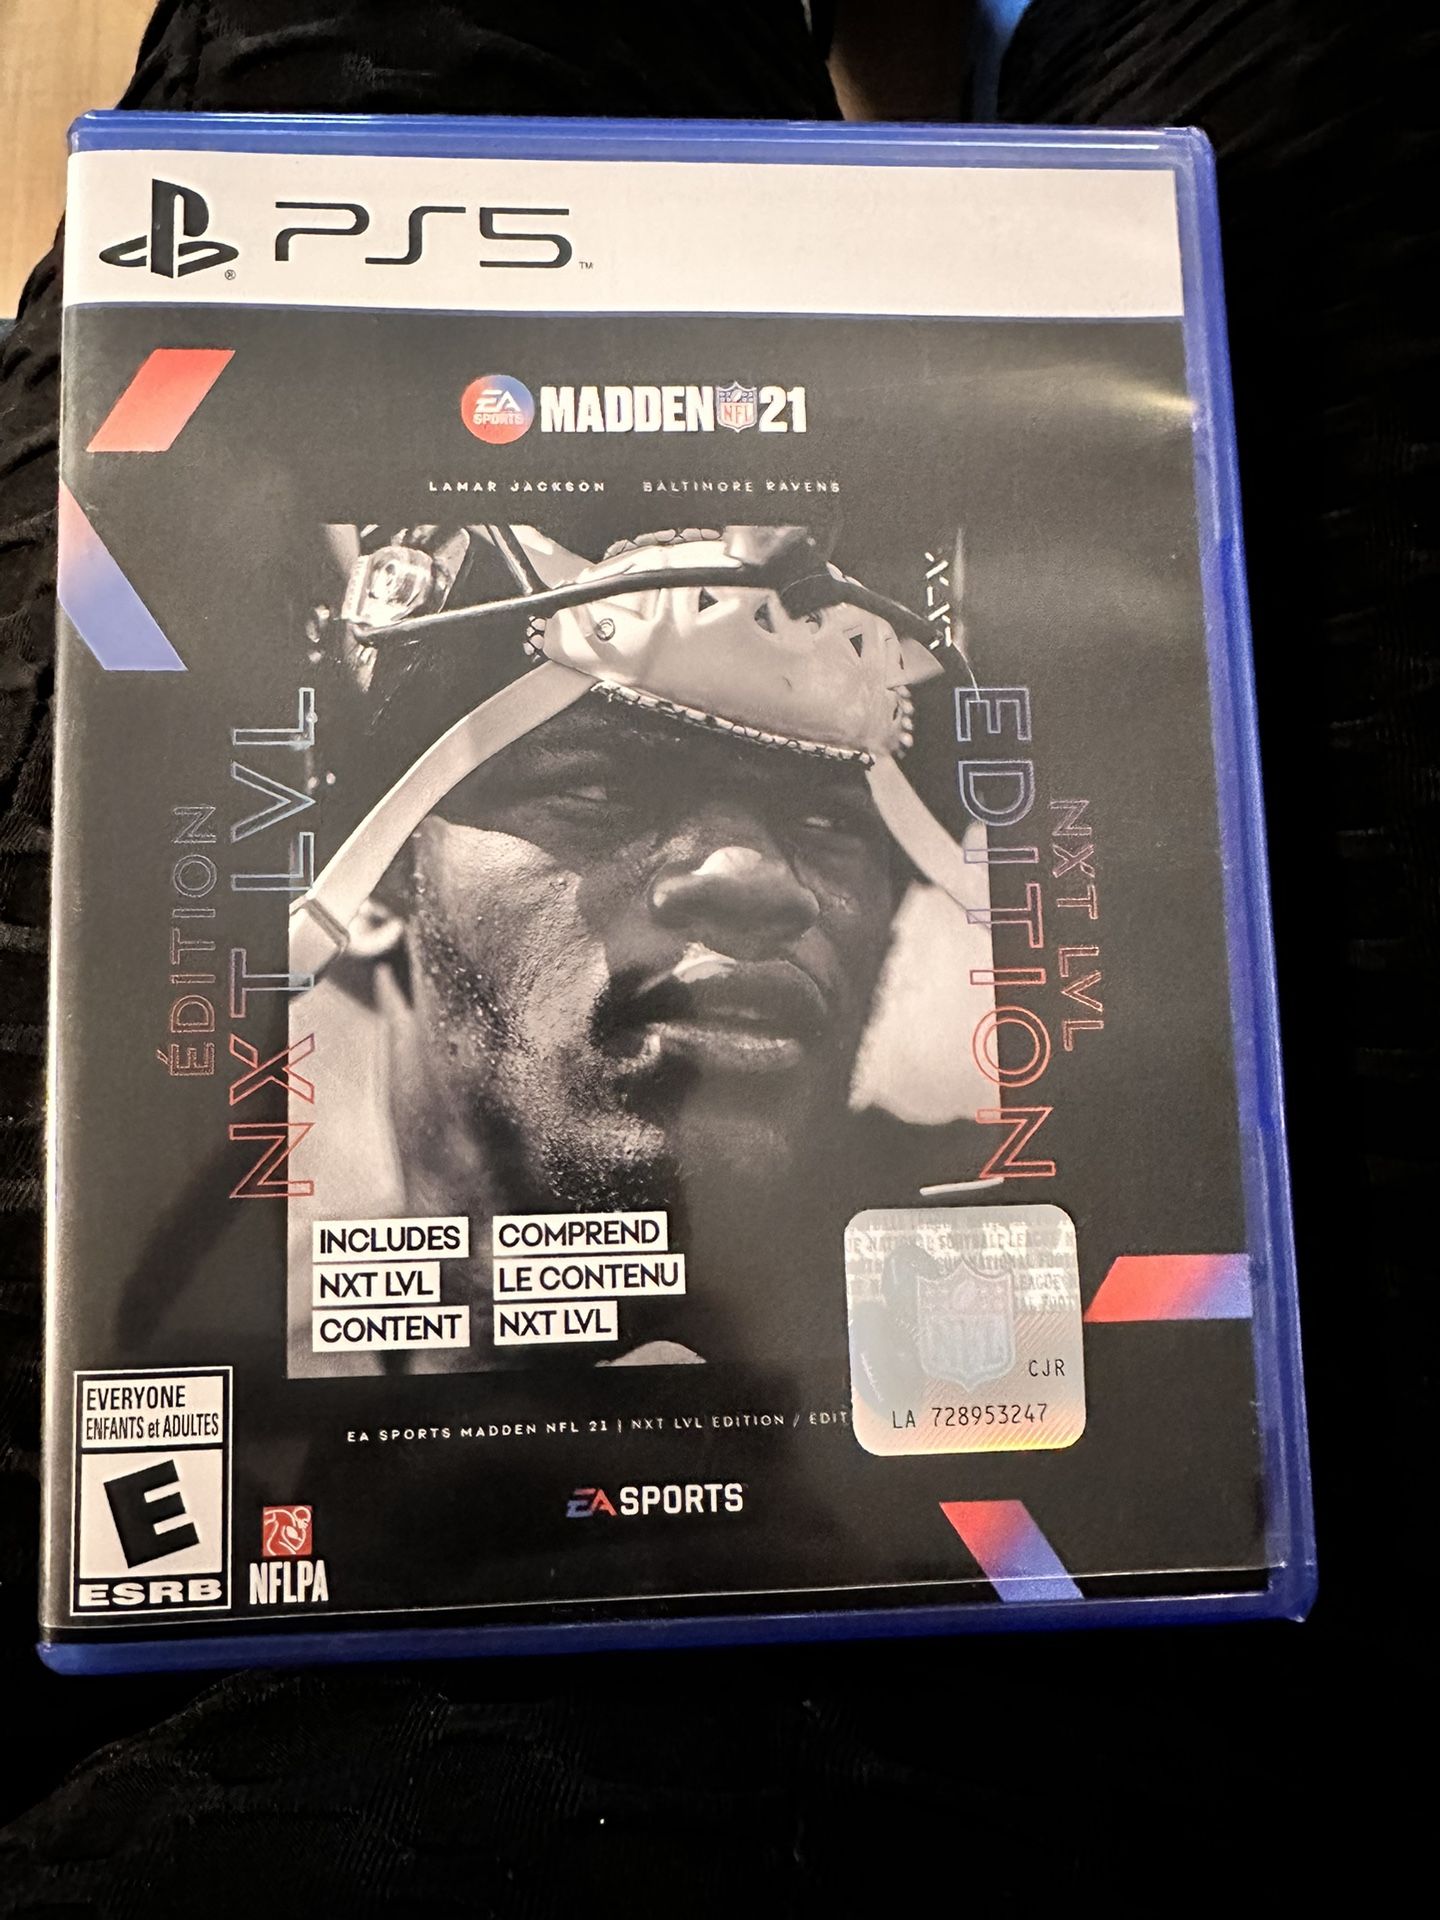 PS5™
EA SPORTS MADDEN NFL 21
LAMAR JACKSON BALTIMORE RAVENS
ÉDITION
NXT LVL
EDITION
NXT LVL
INCLUDES
NXT LVL
CONTENT
COMPREND
LE CONTENU
NXT LVL
CJR
LA 728953247
EVERYONE
ENFANTS et ADULTES
E
ESRB
NFLPA
EA SPORTS MADDEN NFL 21 | NXT LVL EDITION / ÉDIT
EA SPORTS